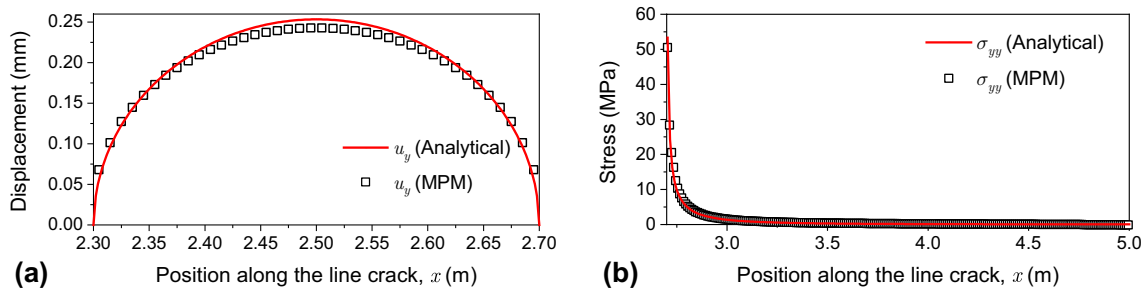 0.25
0.20
0.15
0.10
0.05
0.00
Displacement (mm)
u_y (Analytical)
u_y (MPM)
2.30 2.35 2.40 2.45 2.50 2.55 2.60 2.65 2.70
(a) Position along the line crack, x (m)
60
50
40
30
20
10
0
Stress (MPa)
σ_yy (Analytical)
σ_yy (MPM)
3.0 3.5 4.0 4.5 5.0
(b) Position along the line crack, x (m)